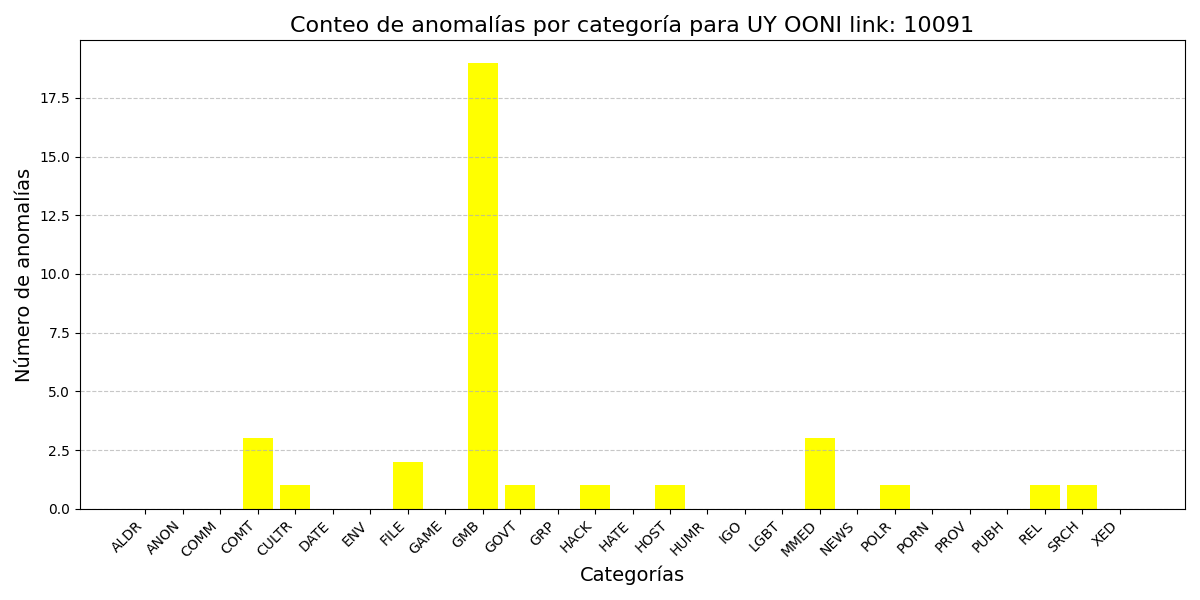 Conteo de anomalías por categoría para UY OONI link: 10091
Número de anomalías
17.5
15.0
12.5
10.0
7.5
5.0
2.5
0.0
ALDR ANON COMM COMT CULTR DATE ENV FILE GAME GMB GOVT GRP HACK HATE HOST HUMR IGO LGBT MMED NEWS POLR PORN PROV PUBH REL SRCH XED
Categorías